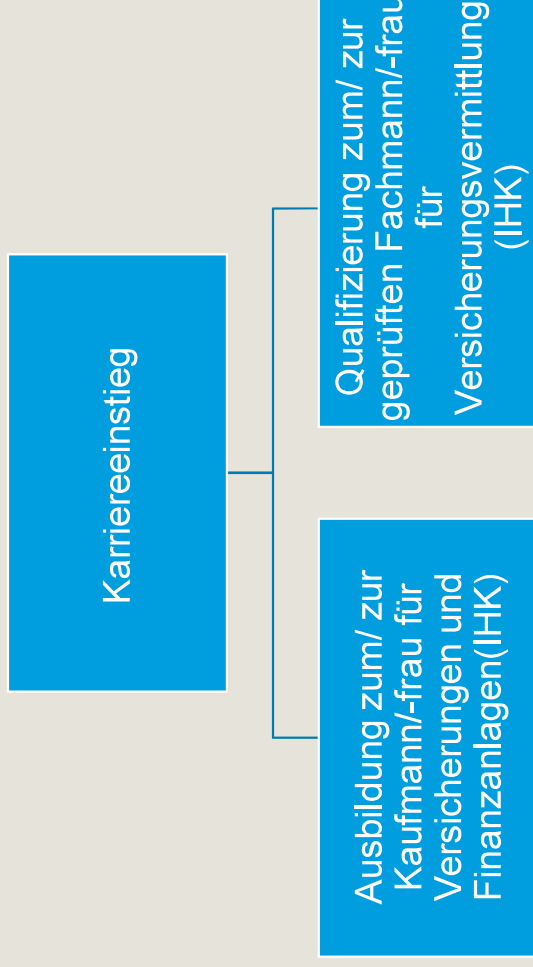 Karriereeinstieg
Ausbildung zum/ zur
Kaufmann/-frau für
Versicherungen und
Finanzanlagen(IHK)
Qualifizierung zum/ zur
geprüften Fachmann/-frau
für
Versicherungsvermittlung
(IHK)